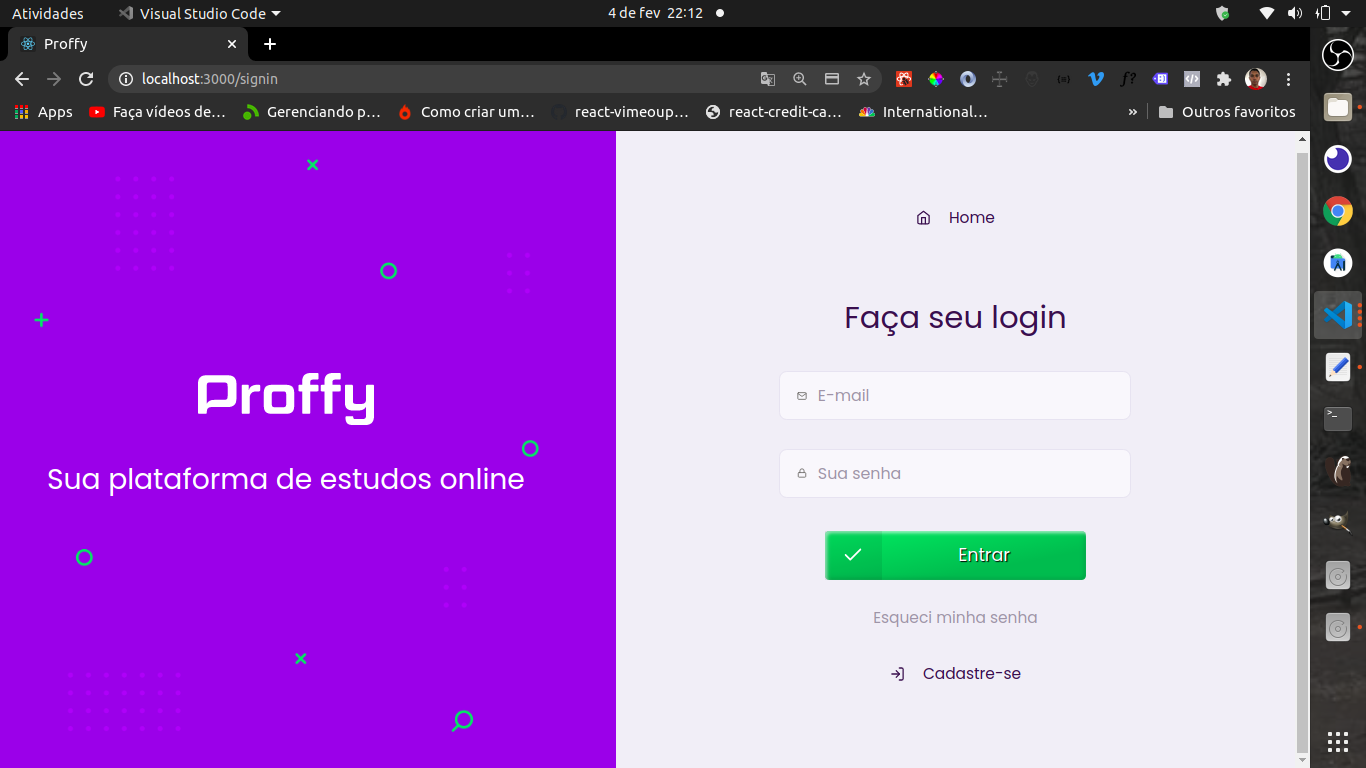 Atividades Visual Studio Code 4 de fev 22:12
Proffy
localhost:3000/signin
Apps Faça vídeos de… Gerenciando p… Como criar um… react-vimeoup… react-credit-ca… International… » Outros favoritos
Home
Faça seu login
Proffy
E-mail
Sua plataforma de estudos online
Sua senha
Entrar
Esqueci minha senha
Cadastre-se